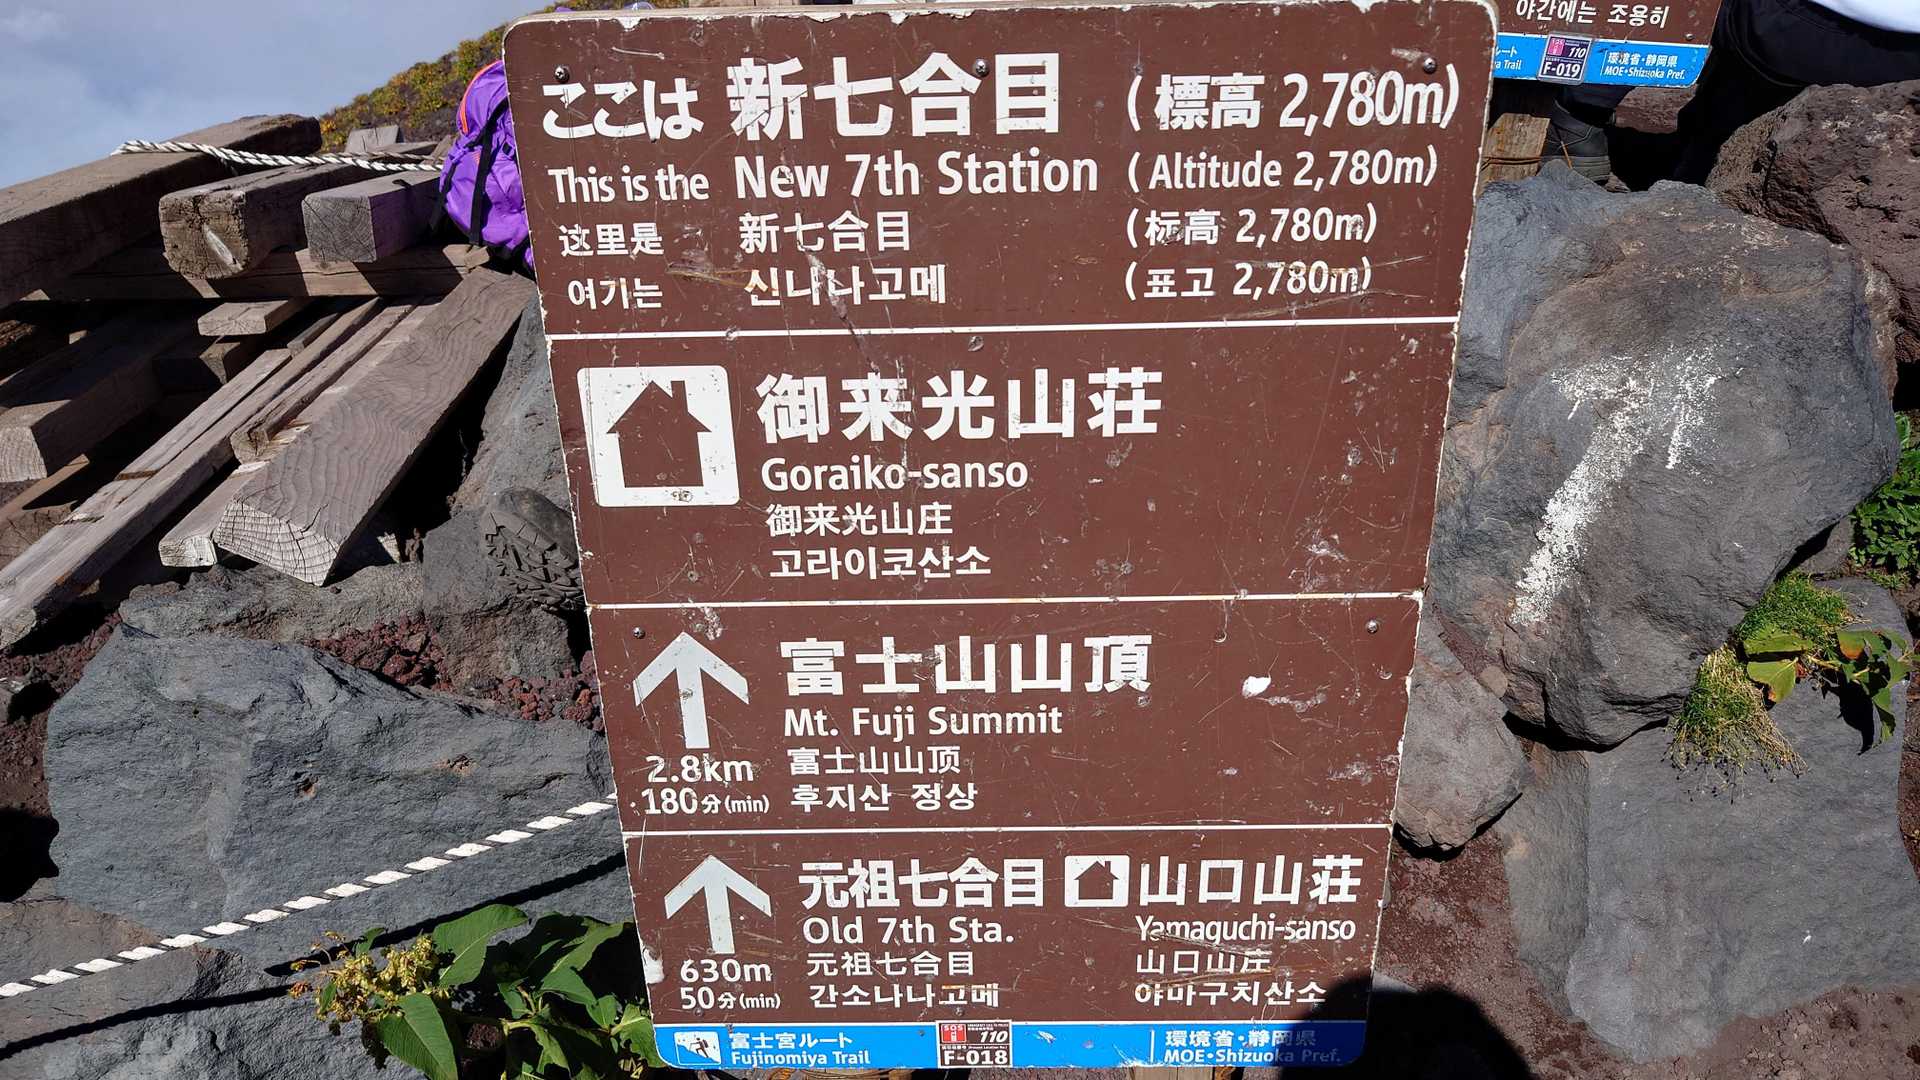 ここは 新七合目 (標高 2,780m)
This is the New 7th Station (Altitude 2,780m)
这里是 新七合目 (标高 2,780m)
여기는 신나나고메 (표고 2,780m)
御来光山荘
Goraiko-sanso
御来光山庄
고라이코산소
富士山山頂
Mt. Fuji Summit
富士山山顶
후지산 정상
2.8km
180分(min)
元祖七合目 山口山荘
Old 7th Sta. Yamaguchi-sanso
元祖七合目 山口山庄
간소나나고메 야마구치산소
630m
50分(min)
富士宮ルート
Fujinomiya Trail
SOS 110
F-018
環境省・静岡県
MOE・Shizuoka Pref.
야간에는 조용히
ルート
Trail
110
F-019
環境省・静岡県
MOE・Shizuoka Pref.